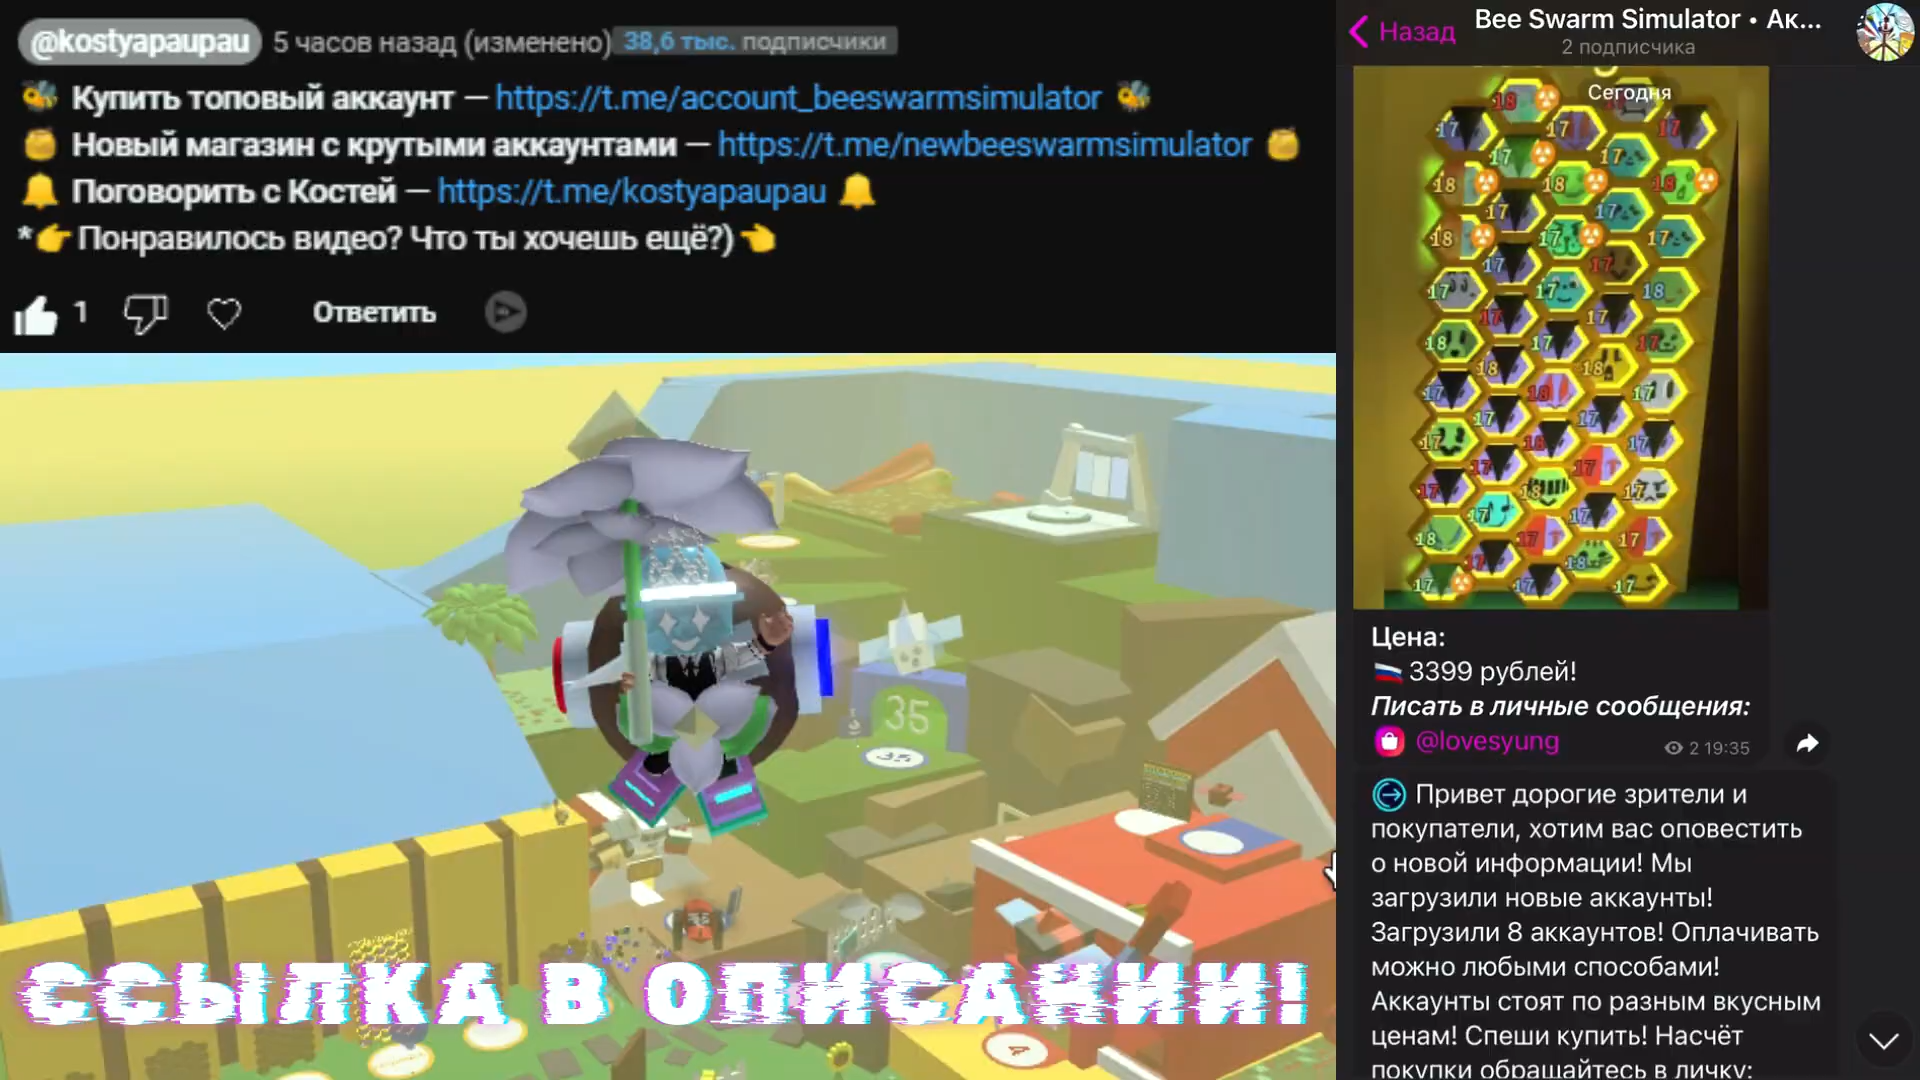 @kostyapaupau 5 часов назад (изменено) 38,6 тыс. подписчики
Купить топовый аккаунт — https://t.me/account_beeswarmsimulator
Новый магазин с крутыми аккаунтами — https://t.me/newbeeswarmsimulator
Поговорить с Костей — https://t.me/kostyapaupau
*👉 Понравилось видео? Что ты хочешь ещё?) 👈
1 Ответить
35
4
ССЫЛКА В ОПИСАНИИ!
Назад
Bee Swarm Simulator • Ак...
2 подписчика
Сегодня
Цена:
3399 рублей!
Писать в личные сообщения:
@lovesyung
2 19:35
Привет дорогие зрители и
покупатели, хотим вас оповестить
о новой информации! Мы
загрузили новые аккаунты!
Загрузили 8 аккаунтов! Оплачивать
можно любыми способами!
Аккаунты стоят по разным вкусным
ценам! Спеши купить! Насчёт
покупки обращайтесь в личку: